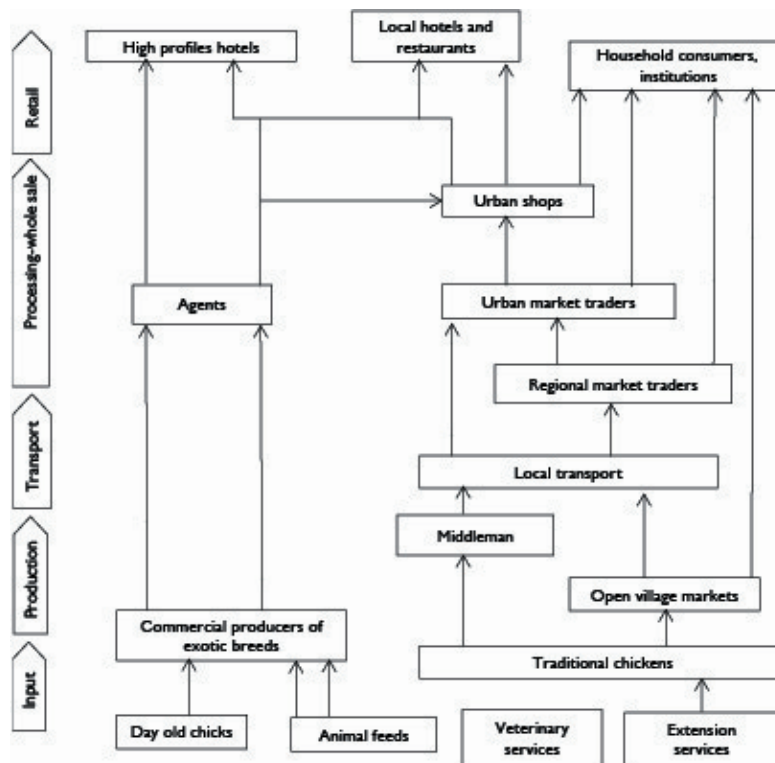 High profiles hotels
Local hotels and
restaurants
Household consumers,
institutions
Retail
Urban shops
Processing-whole sale
Agents
Urban market traders
Regional market traders
Transport
Local transport
Middleman
Production
Open village markets
Commercial producers of
exotic breeds
Traditional chickens
Input
Day old chicks
Animal feeds
Veterinary
services
Extension
services